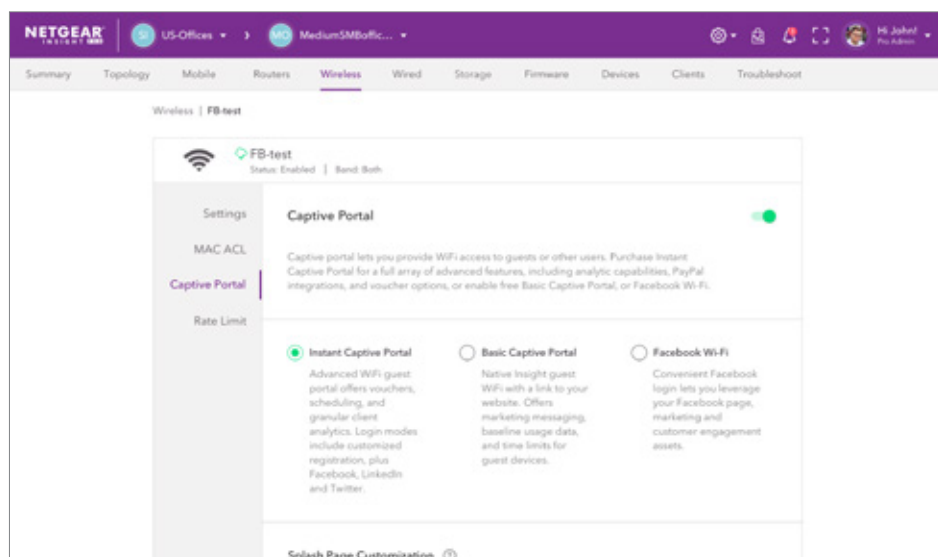 NETGEAR
INSIGHT PRO
SI US-Offices
MO MediumSMBoffic...
Hi John!
Pro Admin
Summary Topology Mobile Routers Wireless Wired Storage Firmware Devices Clients Troubleshoot
Wireless | FB-test
FB-test
Status: Enabled | Band: Both
Settings
MAC ACL
Captive Portal
Rate Limit
Captive Portal
Captive portal lets you provide WiFi access to guests or other users. Purchase Instant
Captive Portal for a full array of advanced features, including analytic capabilities, PayPal
integrations, and voucher options, or enable free Basic Captive Portal, or Facebook Wi-Fi.
Instant Captive Portal
Advanced WiFi guest
portal offers vouchers,
scheduling, and
granular client
analytics. Login modes
include customized
registration, plus
Facebook, LinkedIn
and Twitter.
Basic Captive Portal
Native Insight guest
WiFi with a link to your
website. Offers
marketing messaging,
baseline usage data,
and time limits for
guest devices.
Facebook Wi-Fi
Convenient Facebook
login lets you leverage
your Facebook page,
marketing and
customer engagement
assets.
Splash Page Customization